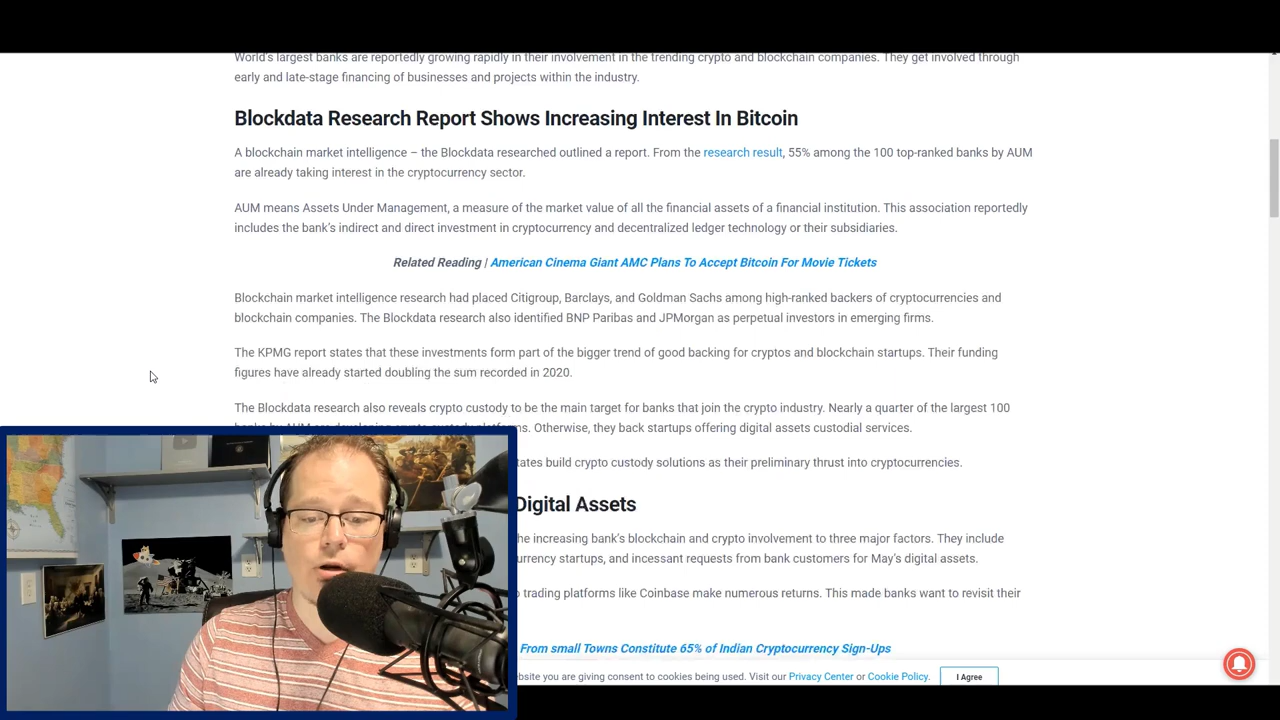 World's largest banks are reportedly growing rapidly in their involvement in the trending crypto and blockchain companies. They get involved through
early and late-stage financing of businesses and projects within the industry.
Blockdata Research Report Shows Increasing Interest In Bitcoin
A blockchain market intelligence – the Blockdata researched outlined a report. From the research result, 55% among the 100 top-ranked banks by AUM
are already taking interest in the cryptocurrency sector.
AUM means Assets Under Management, a measure of the market value of all the financial assets of a financial institution. This association reportedly
includes the bank's indirect and direct investment in cryptocurrency and decentralized ledger technology or their subsidiaries.
Related Reading | American Cinema Giant AMC Plans To Accept Bitcoin For Movie Tickets
Blockchain market intelligence research had placed Citigroup, Barclays, and Goldman Sachs among high-ranked backers of cryptocurrencies and
blockchain companies. The Blockdata research also identified BNP Paribas and JPMorgan as perpetual investors in emerging firms.
The KPMG report states that these investments form part of the bigger trend of good backing for cryptos and blockchain startups. Their funding
figures have already started doubling the sum recorded in 2020.
The Blockdata research also reveals crypto custody to be the main target for banks that join the crypto industry. Nearly a quarter of the largest 100
. Otherwise, they back startups offering digital assets custodial services.
tates build crypto custody solutions as their preliminary thrust into cryptocurrencies.
Digital Assets
he increasing bank's blockchain and crypto involvement to three major factors. They include
urrency startups, and incessant requests from bank customers for May's digital assets.
trading platforms like Coinbase make numerous returns. This made banks want to revisit their
From small Towns Constitute 65% of Indian Cryptocurrency Sign-Ups
bsite you are giving consent to cookies being used. Visit our Privacy Center or Cookie Policy.
I Agree